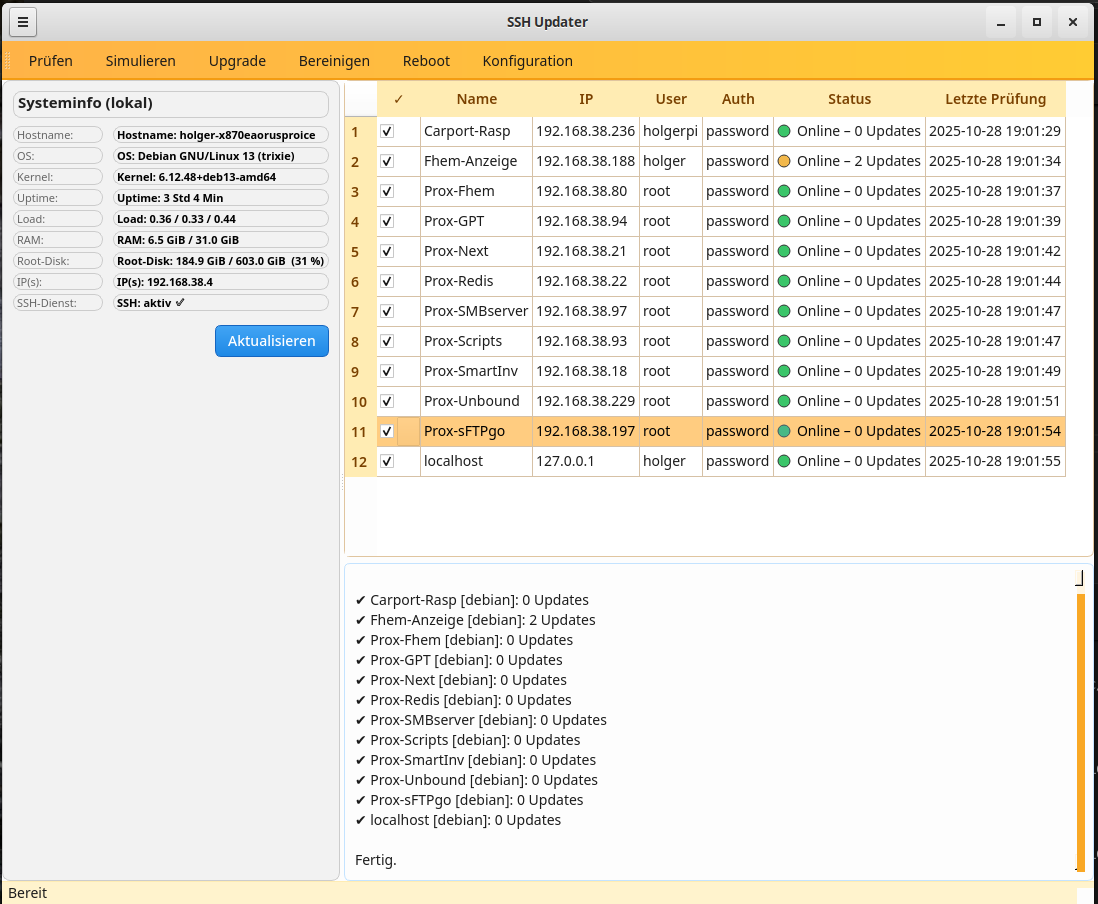 SSH Updater
Prüfen Simulieren Upgrade Bereinigen Reboot Konfiguration
Systeminfo (lokal)
Hostname: Hostname: holger-x870eaorusproice
OS: OS: Debian GNU/Linux 13 (trixie)
Kernel: Kernel: 6.12.48+deb13-amd64
Uptime: Uptime: 3 Std 4 Min
Load: Load: 0.36 / 0.33 / 0.44
RAM: RAM: 6.5 GiB / 31.0 GiB
Root-Disk: Root-Disk: 184.9 GiB / 603.0 GiB (31 %)
IP(s): IP(s): 192.168.38.4
SSH-Dienst: SSH: aktiv ✔
Aktualisieren
✓ Name IP User Auth Status Letzte Prüfung
1 Carport-Rasp 192.168.38.236 holgerpi password Online – 0 Updates 2025-10-28 19:01:29
2 Fhem-Anzeige 192.168.38.188 holger password Online – 2 Updates 2025-10-28 19:01:34
3 Prox-Fhem 192.168.38.80 root password Online – 0 Updates 2025-10-28 19:01:37
4 Prox-GPT 192.168.38.94 root password Online – 0 Updates 2025-10-28 19:01:39
5 Prox-Next 192.168.38.21 root password Online – 0 Updates 2025-10-28 19:01:42
6 Prox-Redis 192.168.38.22 root password Online – 0 Updates 2025-10-28 19:01:44
7 Prox-SMBserver 192.168.38.97 root password Online – 0 Updates 2025-10-28 19:01:47
8 Prox-Scripts 192.168.38.93 root password Online – 0 Updates 2025-10-28 19:01:47
9 Prox-SmartInv 192.168.38.18 root password Online – 0 Updates 2025-10-28 19:01:49
10 Prox-Unbound 192.168.38.229 root password Online – 0 Updates 2025-10-28 19:01:51
11 Prox-sFTPgo 192.168.38.197 root password Online – 0 Updates 2025-10-28 19:01:54
12 localhost 127.0.0.1 holger password Online – 0 Updates 2025-10-28 19:01:55
✔ Carport-Rasp [debian]: 0 Updates
✔ Fhem-Anzeige [debian]: 2 Updates
✔ Prox-Fhem [debian]: 0 Updates
✔ Prox-GPT [debian]: 0 Updates
✔ Prox-Next [debian]: 0 Updates
✔ Prox-Redis [debian]: 0 Updates
✔ Prox-SMBserver [debian]: 0 Updates
✔ Prox-Scripts [debian]: 0 Updates
✔ Prox-SmartInv [debian]: 0 Updates
✔ Prox-Unbound [debian]: 0 Updates
✔ Prox-sFTPgo [debian]: 0 Updates
✔ localhost [debian]: 0 Updates
Fertig.
Bereit